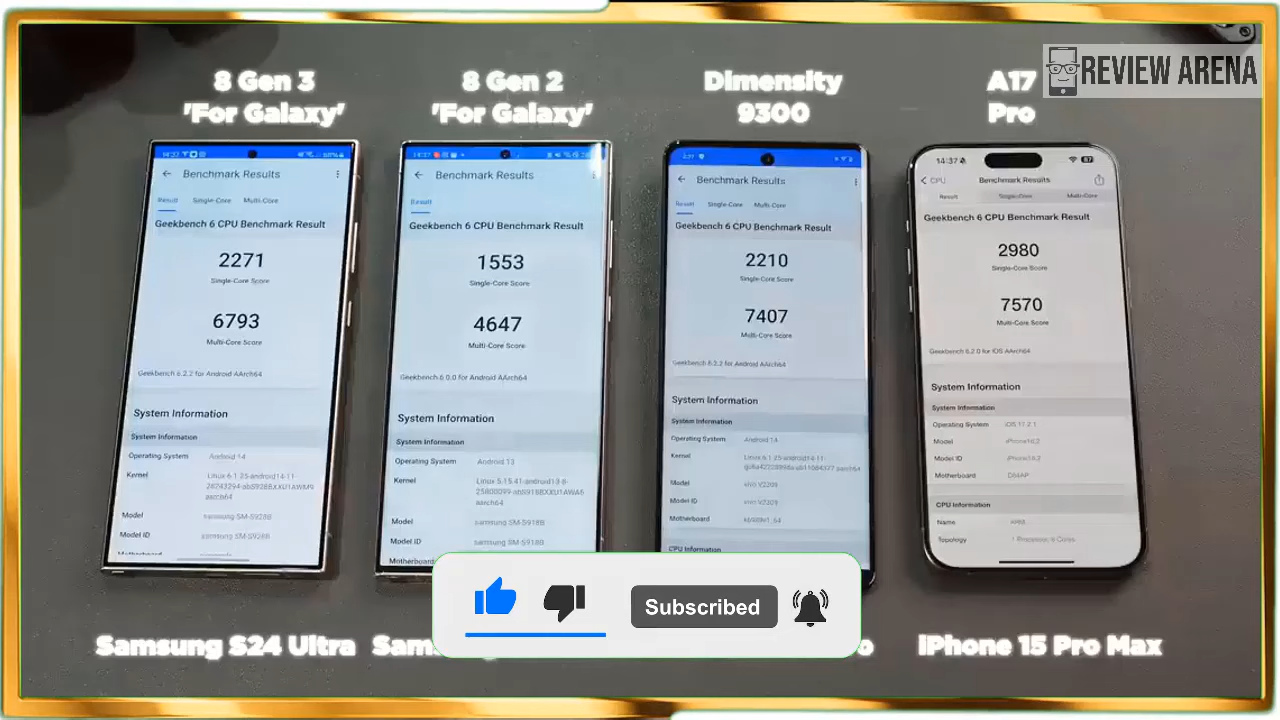 REVIEW ARENA
8 Gen 3
'For Galaxy'
8 Gen 2
'For Galaxy'
Dimensity
9300
A17
Pro
14:37
Benchmark Results
Result Single-Core Multi-Core
Geekbench 6 CPU Benchmark Result
2271
Single-Core Score
6793
Multi-Core Score
Geekbench 6.2.2 for Android AArch64
System Information
System Information
Operating System Android 14
Kernel
Model samsung SM-S928B
Model ID samsung SM-S928B
14:37
Benchmark Results
Result
Geekbench 6 CPU Benchmark Result
1553
Single-Core Score
4647
Multi-Core Score
Geekbench 6.0.0 for Android AArch64
System Information
System Information
Operating System Android 13
Kernel
Model samsung SM-S918B
Model ID samsung SM-S918B
Motherboard
Benchmark Results
Result Single-Core Multi-Core
Geekbench 6 CPU Benchmark Result
2210
Single-Core Score
7407
Multi-Core Score
Geekbench 6.2.2 for Android AArch64
System Information
System Information
Operating System Android 14
Kernel
Model
Model ID
Motherboard
CPU Information
14:37 87
CPU Benchmark Results
Result Single-Core Multi-Core
Geekbench 6 CPU Benchmark Result
2980
Single-Core Score
7570
Multi-Core Score
Geekbench 6.2.0 for iOS AArch64
System Information
System Information
Operating System iOS 17.2.1
Model
Model ID
Motherboard
CPU Information
Name
Topology 1 Processor, 6 Cores
Subscribed
Samsung S24 Ultra
iPhone 15 Pro Max